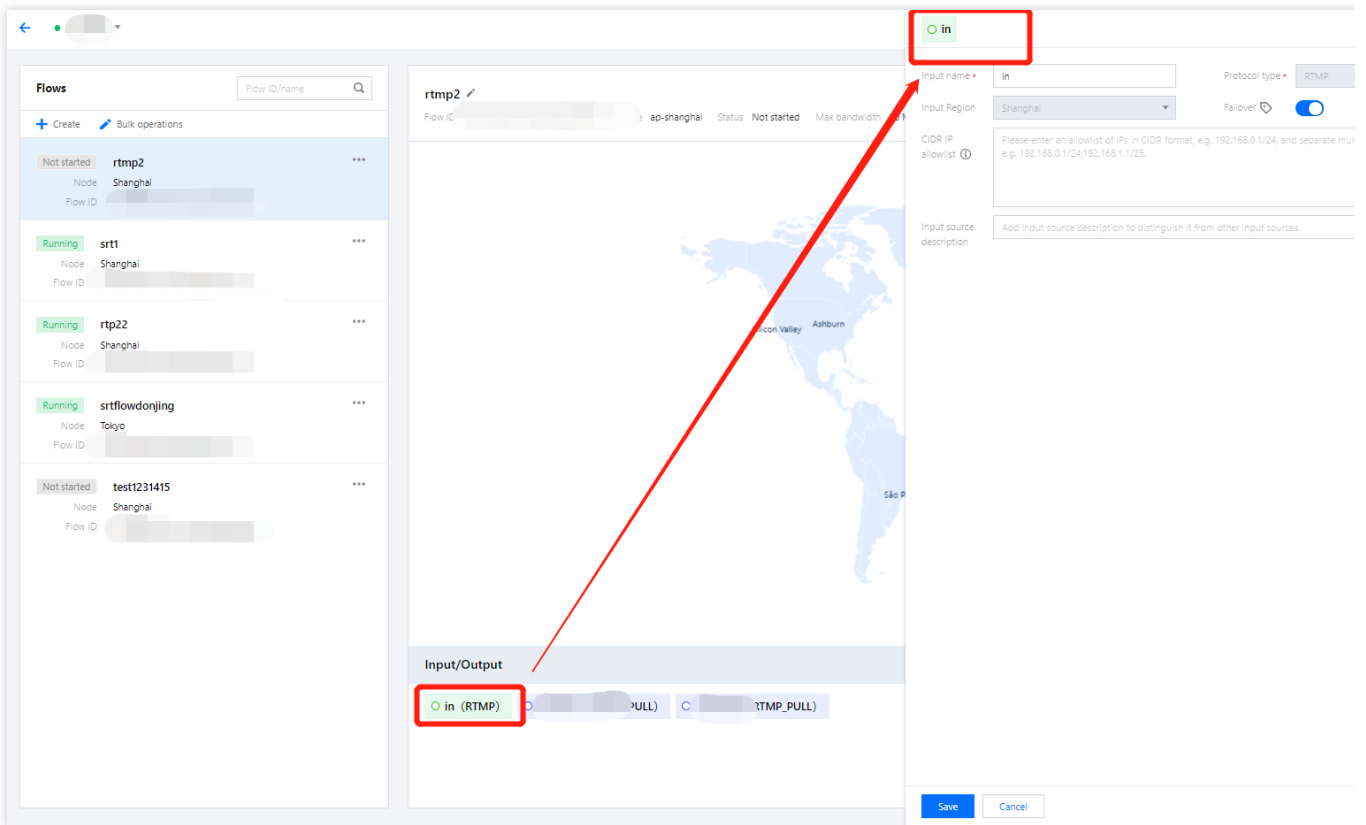 Flows
Flow ID/name
Create
Bulk operations
Not started rtmp2
Node Shanghai
Flow ID
Running srt1
Node Shanghai
Flow ID
Running rtp22
Node Shanghai
Flow ID
Running srtflowdonjing
Node Tokyo
Flow ID
Not started test1231415
Node Shanghai
Flow ID
rtmp2
Flow ap-shanghai Status Not started Max bandwidth
Valley Ashburn
São
Input/Output
in (RTMP) PULL) RTMP_PULL)
in
Input name * in Protocol type * RTMP
Input Region Shanghai Failover
CIDR IP
allowlist
Please enter an allowlist of IPs in CIDR format, e.g. 192.168.0.1/24, and separate
e.g. 192.168.0.1/24;192.168.1.1/25.
Input source
description
Add input source description to distinguish it from other input sources.
Save Cancel